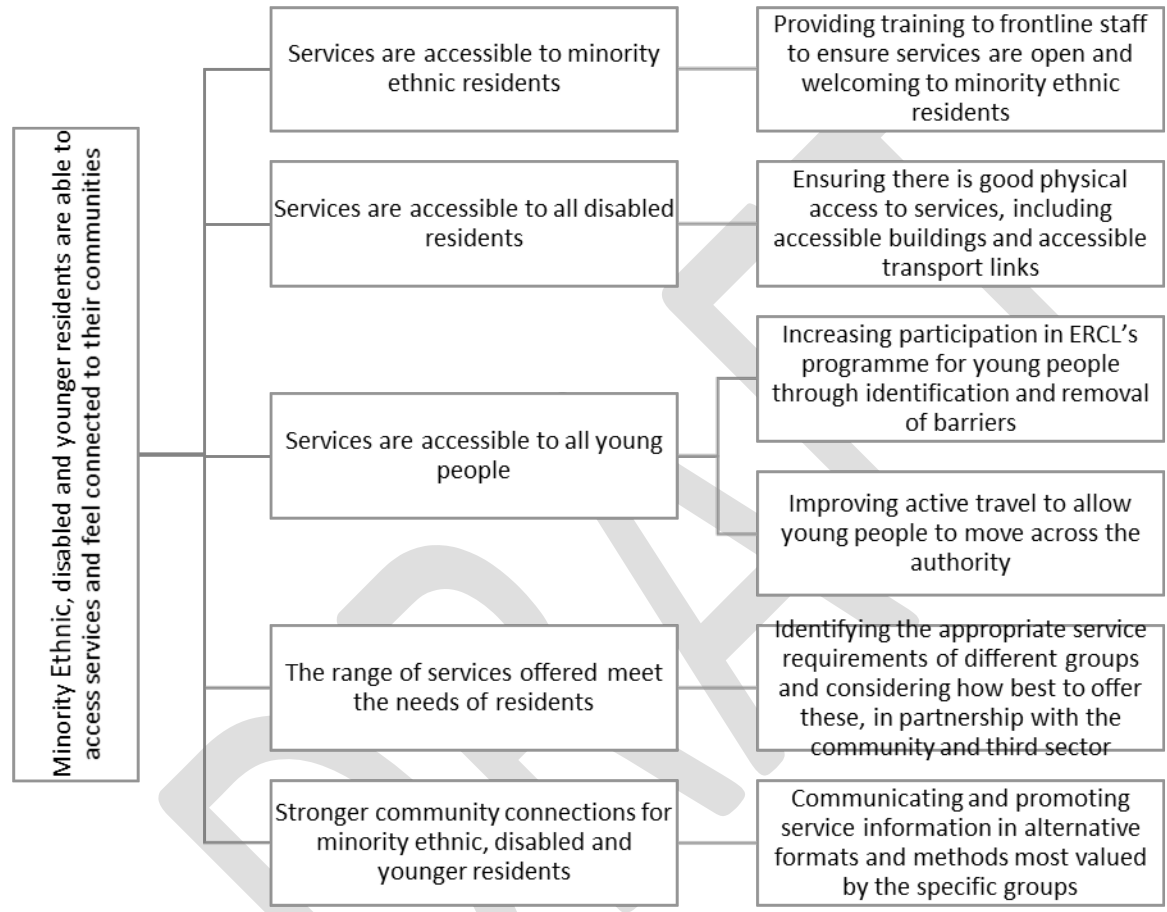 Minority Ethnic, disabled and younger residents are able to
access services and feel connected to their communities
Services are accessible to minority
ethnic residents
Providing training to frontline staff
to ensure services are open and
welcoming to minority ethnic
residents
Services are accessible to all disabled
residents
Ensuring there is good physical
access to services, including
accessible buildings and accessible
transport links
Services are accessible to all young
people
Increasing participation in ERCL's
programme for young people
through identification and removal
of barriers
Improving active travel to allow
young people to move across the
authority
The range of services offered meet
the needs of residents
Identifying the appropriate service
requirements of different groups
and considering how best to offer
these, in partnership with the
community and third sector
Stronger community connections for
minority ethnic, disabled and
younger residents
Communicating and promoting
service information in alternative
formats and methods most valued
by the specific groups
DRAFT